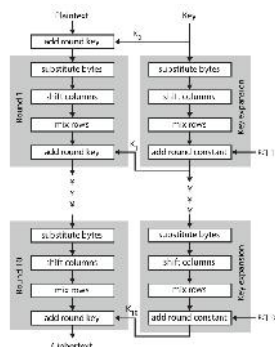 Plaintext
Key
add round key
K0
substitute bytes
substitute bytes
shift columns
shift columns
mix rows
mix rows
add round key
K1
add round constant
Round 1
Key expansion
substitute bytes
substitute bytes
shift columns
shift columns
mix rows
mix rows
add round key
K10
add round constant
Round 10
Key expansion
Ciphertext